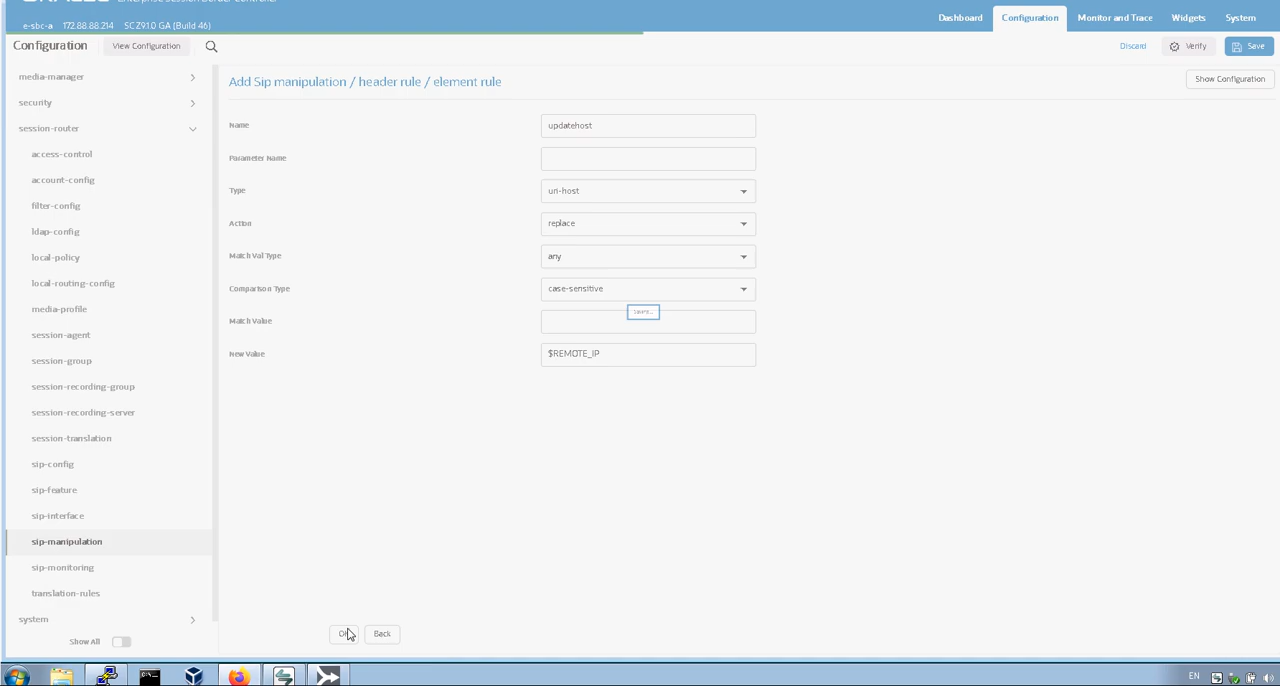 e-sbc-a 172.88.88.214 SCZ9.1.0 GA (Build 46)
Dashboard Configuration Monitor and Trace Widgets System
Configuration View Configuration Discard Verify Save
media-manager
security
session-router
access-control
account-config
filter-config
ldap-config
local-policy
local-routing-config
media-profile
session-agent
session-group
session-recording-group
session-recording-server
session-translation
sip-config
sip-feature
sip-interface
sip-manipulation
sip-monitoring
translation-rules
system
Show All
Add Sip manipulation / header rule / element rule
Show Configuration
Name updatehost
Parameter Name
Type uri-host
Action replace
Match Val Type any
Comparison Type case-sensitive
Match Value
New Value $REMOTE_IP
Back
EN